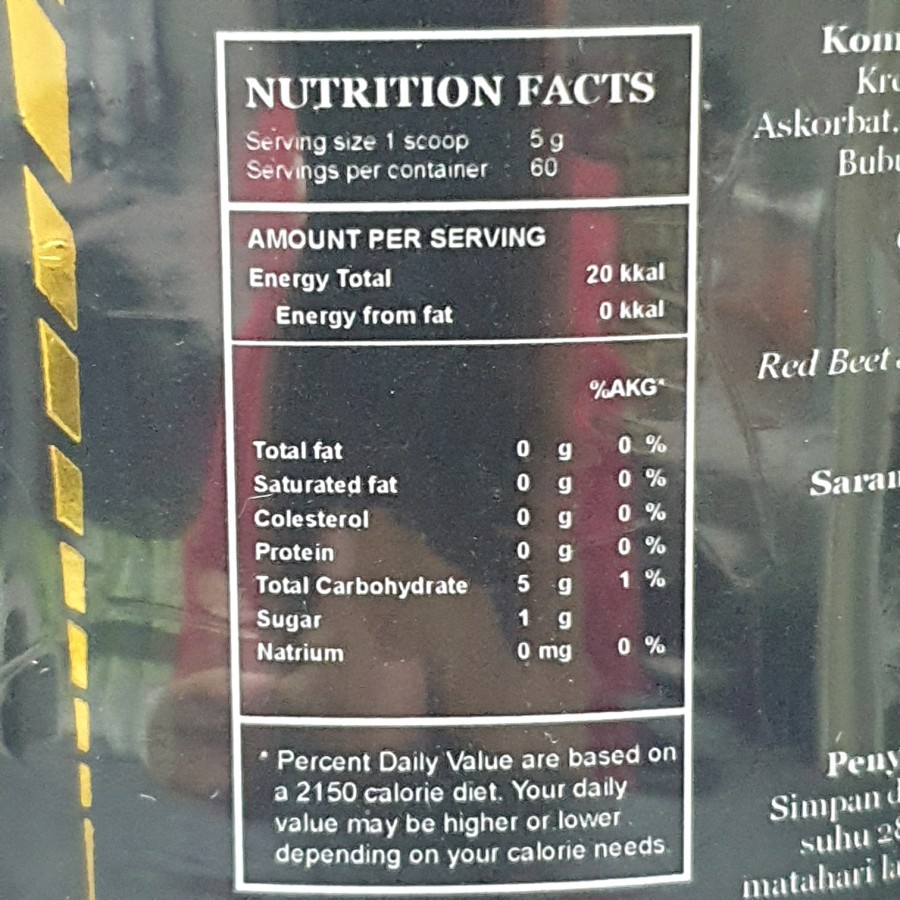 NUTRITION FACTS
Serving size 1 scoop : 5 g
Servings per container : 60
AMOUNT PER SERVING
Energy Total 20 kkal
Energy from fat 0 kkal
%AKG*
Total fat 0 g 0 %
Saturated fat 0 g 0 %
Colesterol 0 g 0 %
Protein 0 g 0 %
Total Carbohydrate 5 g 1 %
Sugar 1 g
Natrium 0 mg 0 %
* Percent Daily Value are based on
a 2150 calorie diet. Your daily
value may be higher or lower
depending on your calorie needs.
Askorbat,
Red Beet
Simpan
suhu
matahari